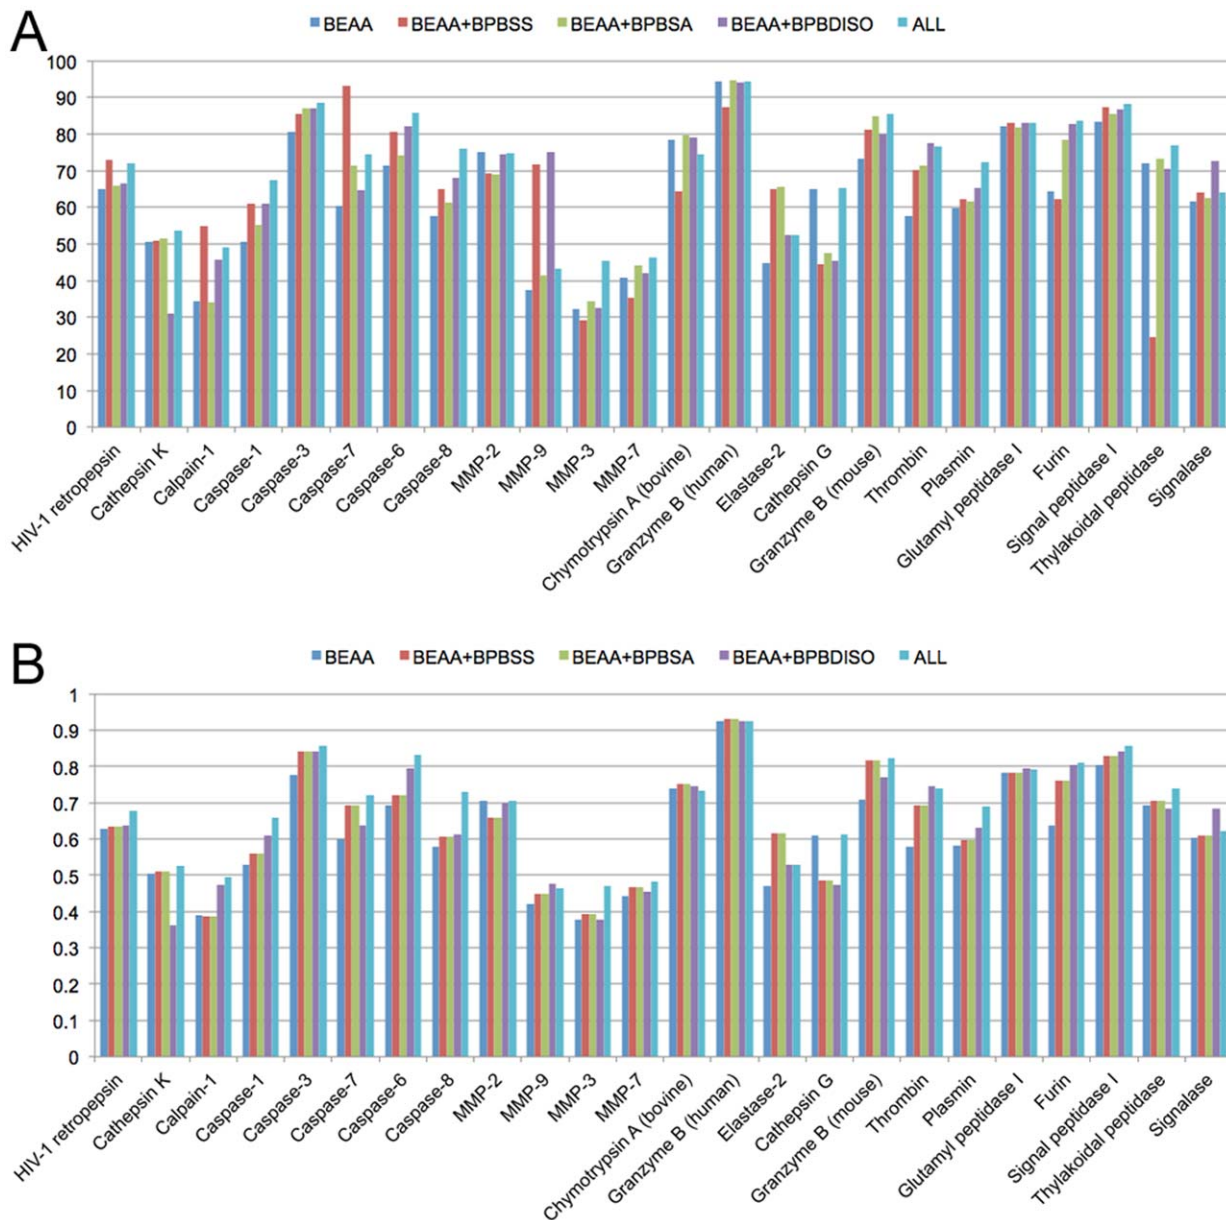 A
BEAA BEAA+BPBSS BEAA+BPBSA BEAA+BPBDISO ALL
100
90
80
70
60
50
40
30
20
10
0
HIV-1 retropepsin
Cathepsin K
Calpain-1
Caspase-1
Caspase-3
Caspase-7
Caspase-6
Caspase-8
MMP-2
MMP-9
MMP-3
MMP-7
Chymotrypsin A (bovine)
Granzyme B (human)
Elastase-2
Cathepsin G
Granzyme B (mouse)
Thrombin
Plasmin
Glutamyl peptidase I
Furin
Signal peptidase I
Thylakoidal peptidase
Signalase
B
BEAA BEAA+BPBSS BEAA+BPBSA BEAA+BPBDISO ALL
1
0.9
0.8
0.7
0.6
0.5
0.4
0.3
0.2
0.1
0
HIV-1 retropepsin
Cathepsin K
Calpain-1
Caspase-1
Caspase-3
Caspase-7
Caspase-6
Caspase-8
MMP-2
MMP-9
MMP-3
MMP-7
Chymotrypsin A (bovine)
Granzyme B (human)
Elastase-2
Cathepsin G
Granzyme B (mouse)
Thrombin
Plasmin
Glutamyl peptidase I
Furin
Signal peptidase I
Thylakoidal peptidase
Signalase